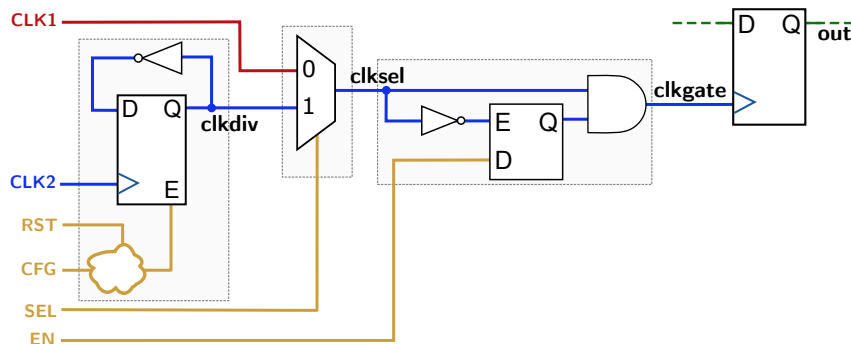 CLK1
D Q
out
0
clksel
clkgate
D Q
1
clkdiv
E Q
D
CLK2
E
RST
CFG
SEL
EN